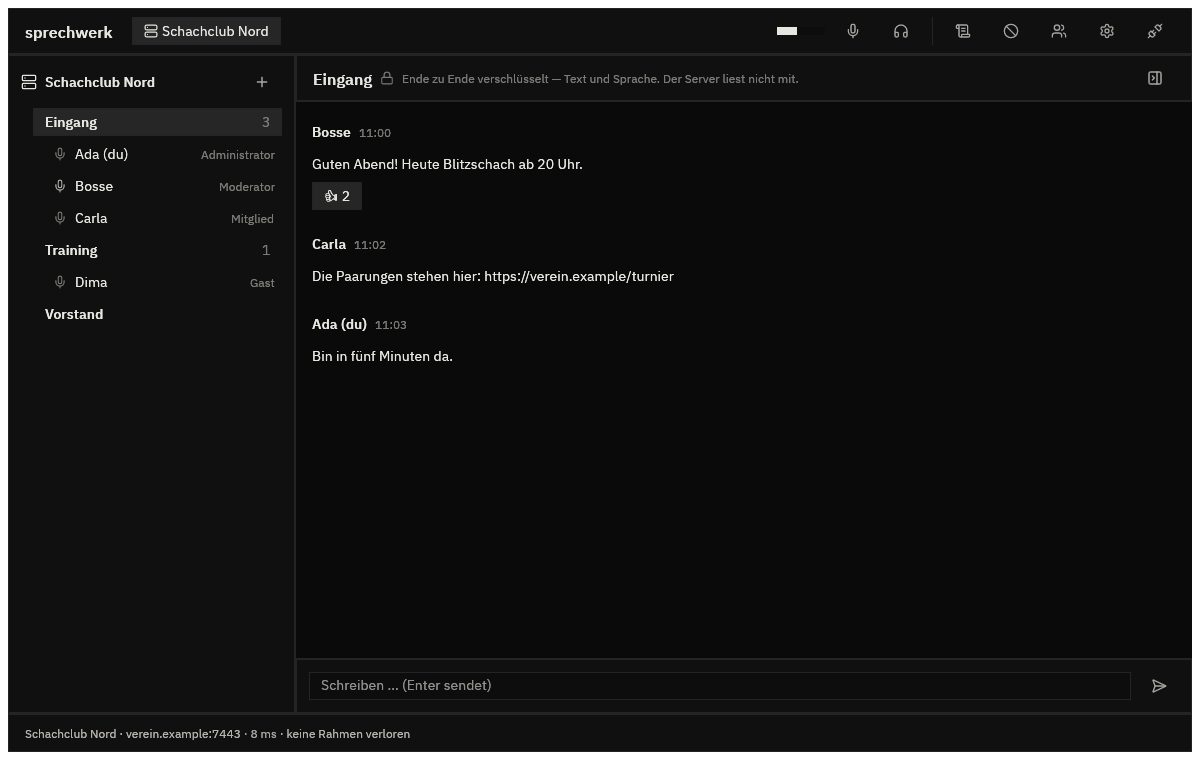 sprechwerk
Schachclub Nord
Schachclub Nord
Eingang 3
Ada (du) Administrator
Bosse Moderator
Carla Mitglied
Training 1
Dima Gast
Vorstand
Eingang Ende zu Ende verschlüsselt — Text und Sprache. Der Server liest nicht mit.
Bosse 11:00
Guten Abend! Heute Blitzschach ab 20 Uhr.
👍 2
Carla 11:02
Die Paarungen stehen hier: https://verein.example/turnier
Ada (du) 11:03
Bin in fünf Minuten da.
Schreiben … (Enter sendet)
Schachclub Nord · verein.example:7443 · 8 ms · keine Rahmen verloren